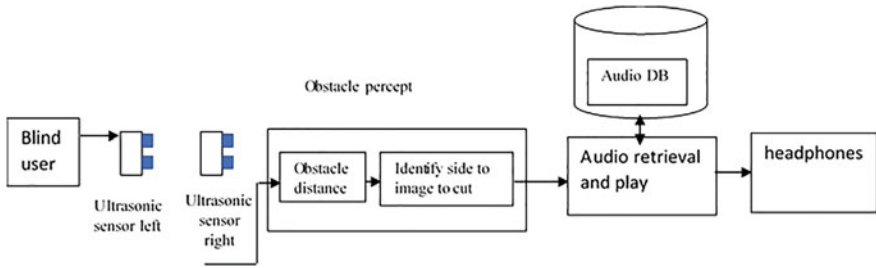 Audio DB
Obstacle percept
Blind
user
Obstacle
distance
Identify side to
image to cut
Audio retrieval
and play
headphones
Ultrasonic
sensor left
Ultrasonic
sensor
right